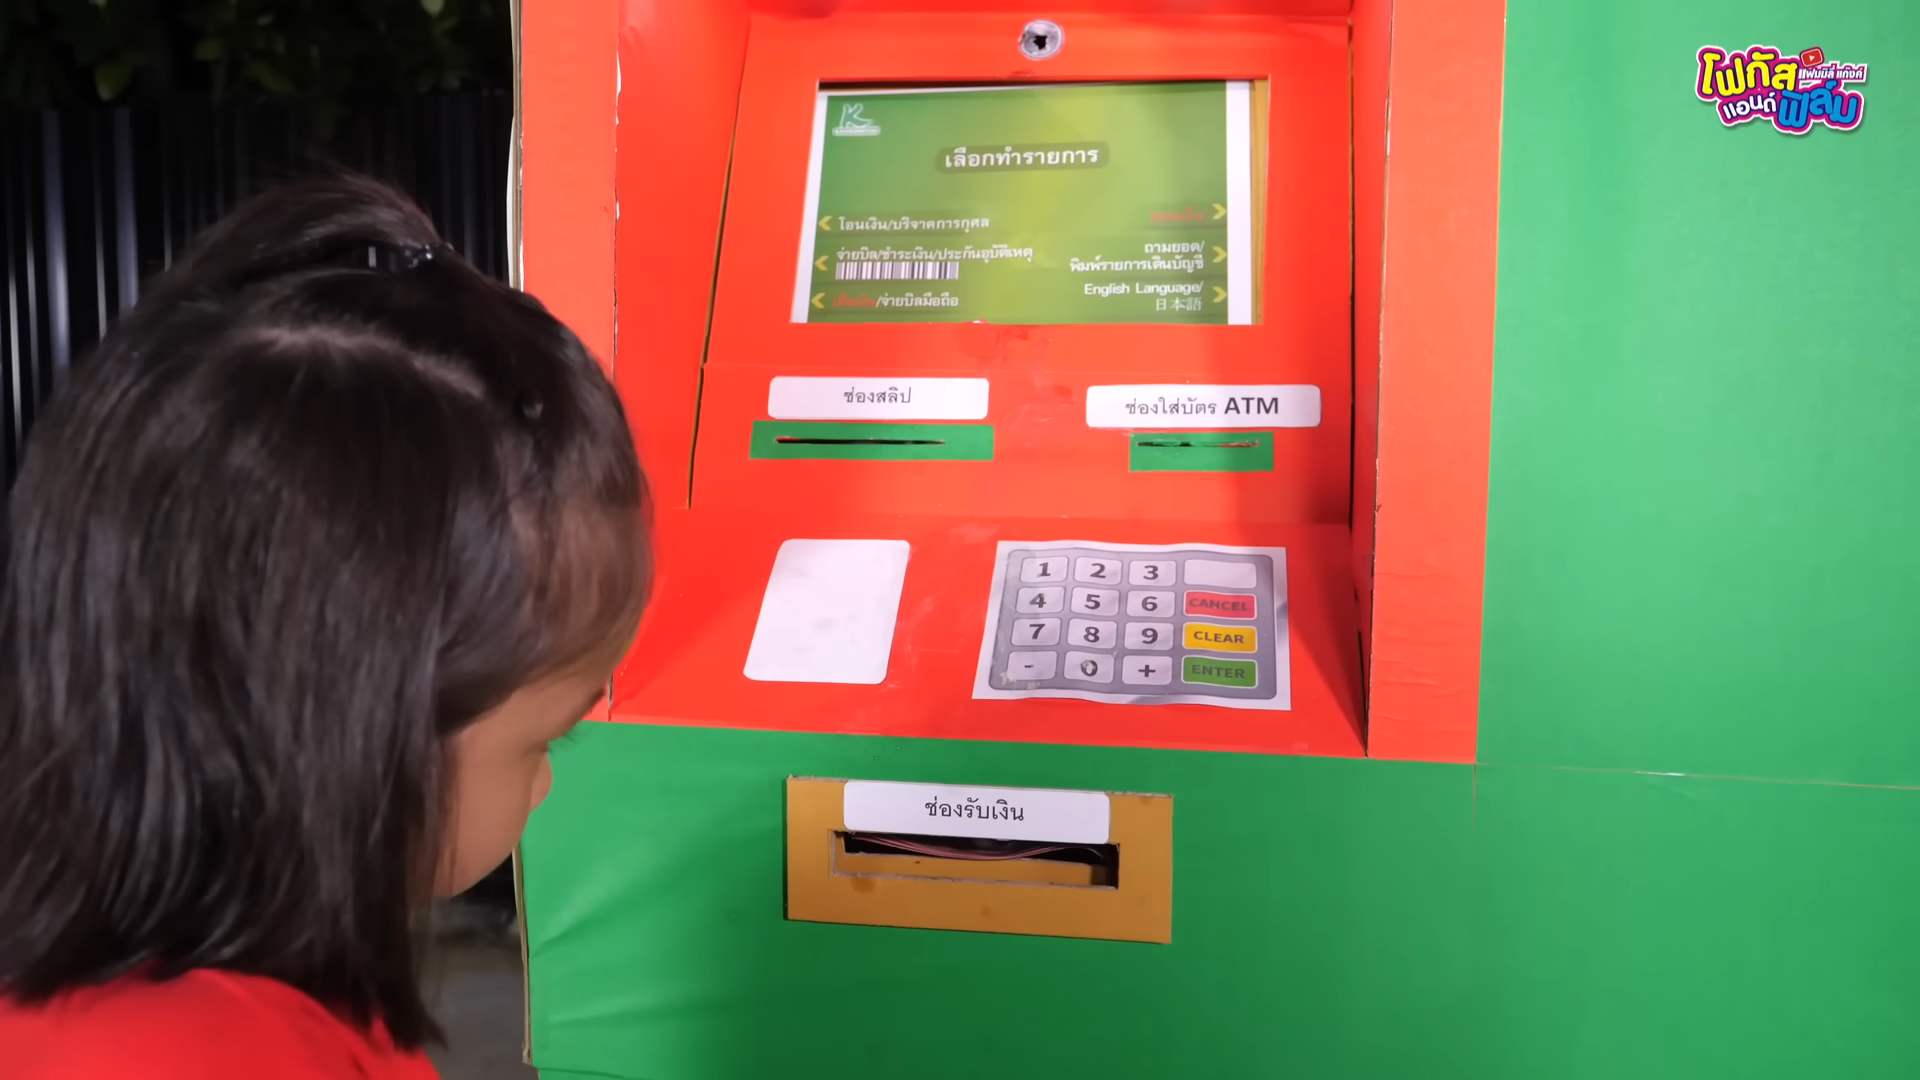 โฟกัส
แฟมมิลี่ แก๊งค์
แอนด์ ฟิล์ม
K
เลือกทำรายการ
โอนเงิน/บริจาคการกุศล
จ่ายบิล/ชำระเงิน/ประกันอุบัติเหตุ
ถามยอด/
พิมพ์รายการเดินบัญชี
/จ่ายบิลมือถือ
English Language/
日本語
ช่องสลิป
ช่องใส่บัตร ATM
1 2 3
4 5 6 CANCEL
7 8 9 CLEAR
- 0 + ENTER
ช่องรับเงิน